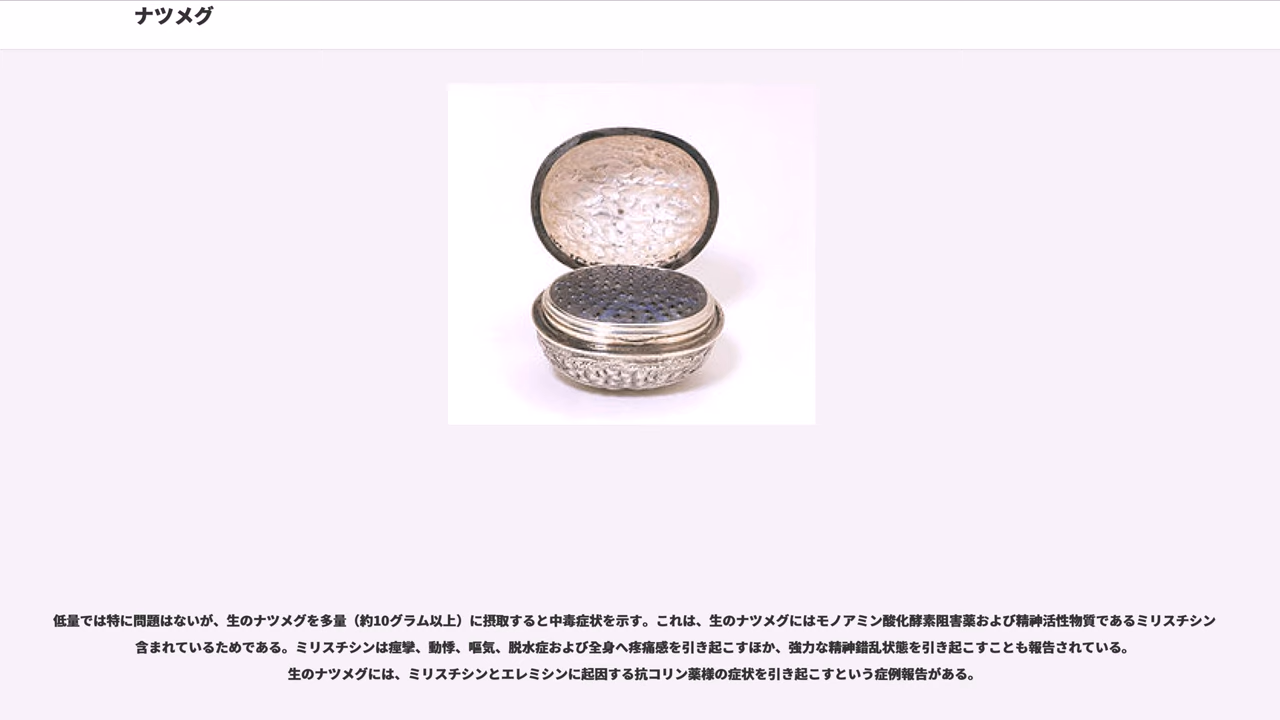 ナツメグ
低量では特に問題はないが、生のナツメグを多量（約10グラム以上）に摂取すると中毒症状を示す。これは、生のナツメグにはモノアミン酸化酵素阻害薬および精神活性物質であるミリスチシン
含まれているためである。ミリスチシンは痙攣、動悸、嘔気、脱水症および全身へ疼痛感を引き起こすほか、強力な精神錯乱状態を引き起こすことも報告されている。
生のナツメグには、ミリスチシンとエレミシンに起因する抗コリン薬様の症状を引き起こすという症例報告がある。